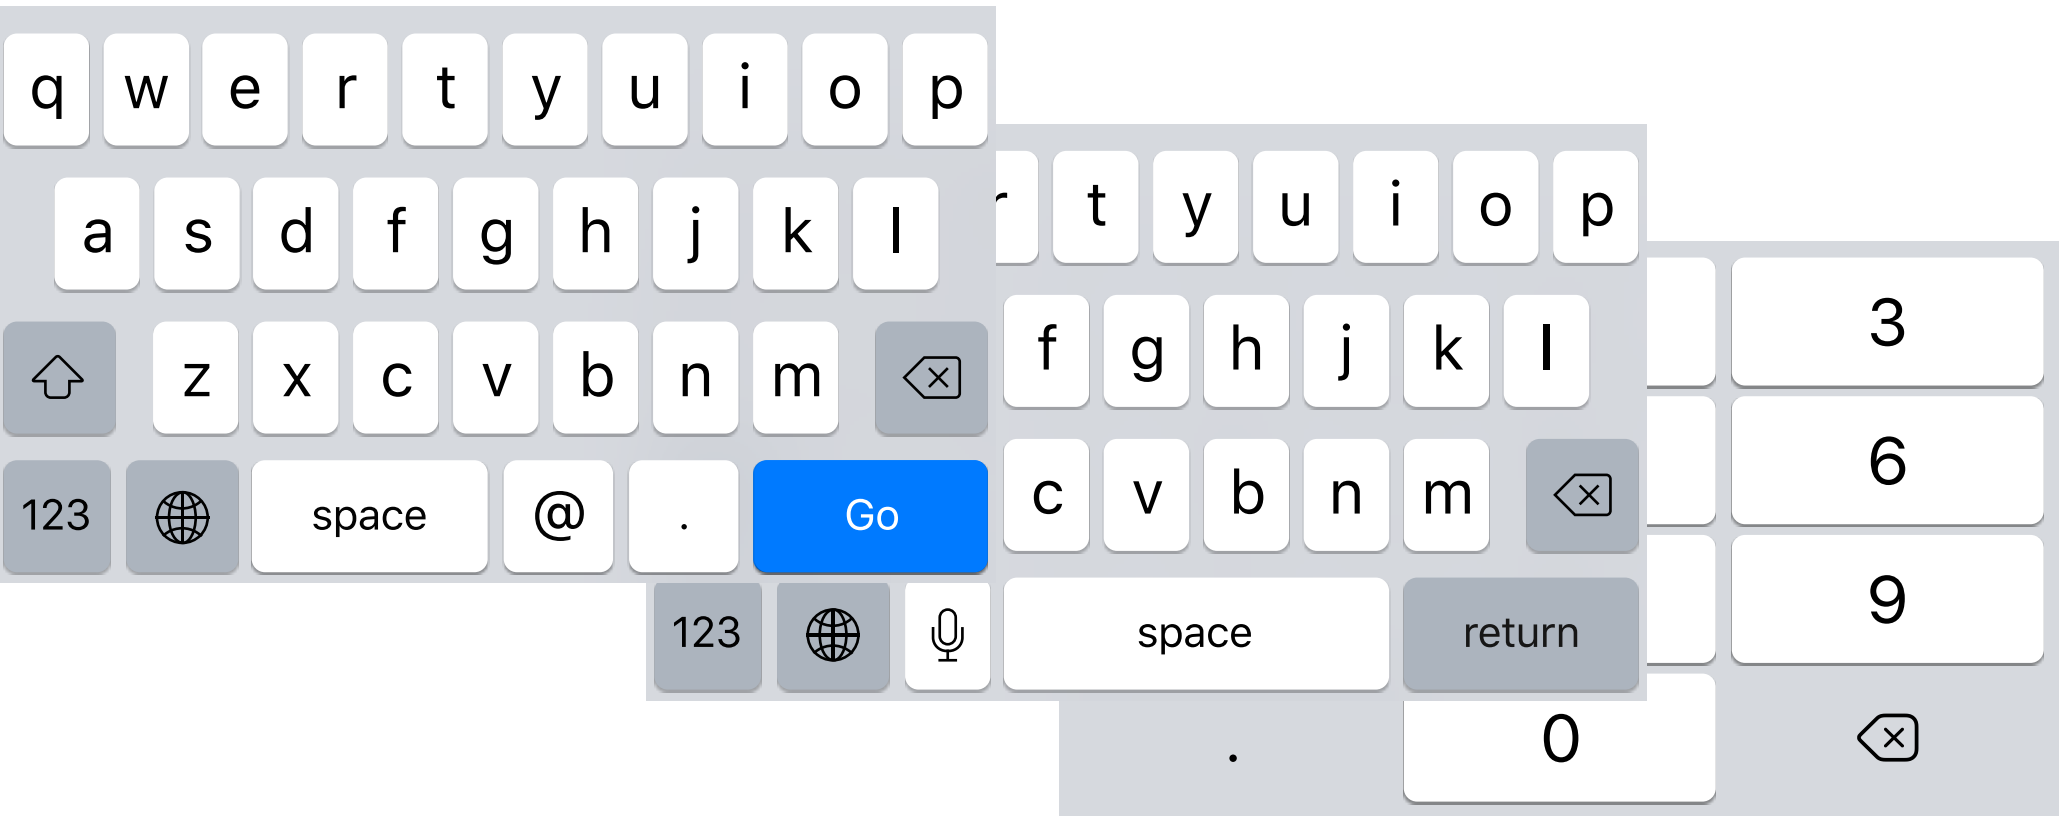 q w e r t y u i o p
a s d f g h j k l
z x c v b n m
123 space @ . Go
r t y u i o p
f g h j k l
c v b n m
123 space return
3
6
9
. 0